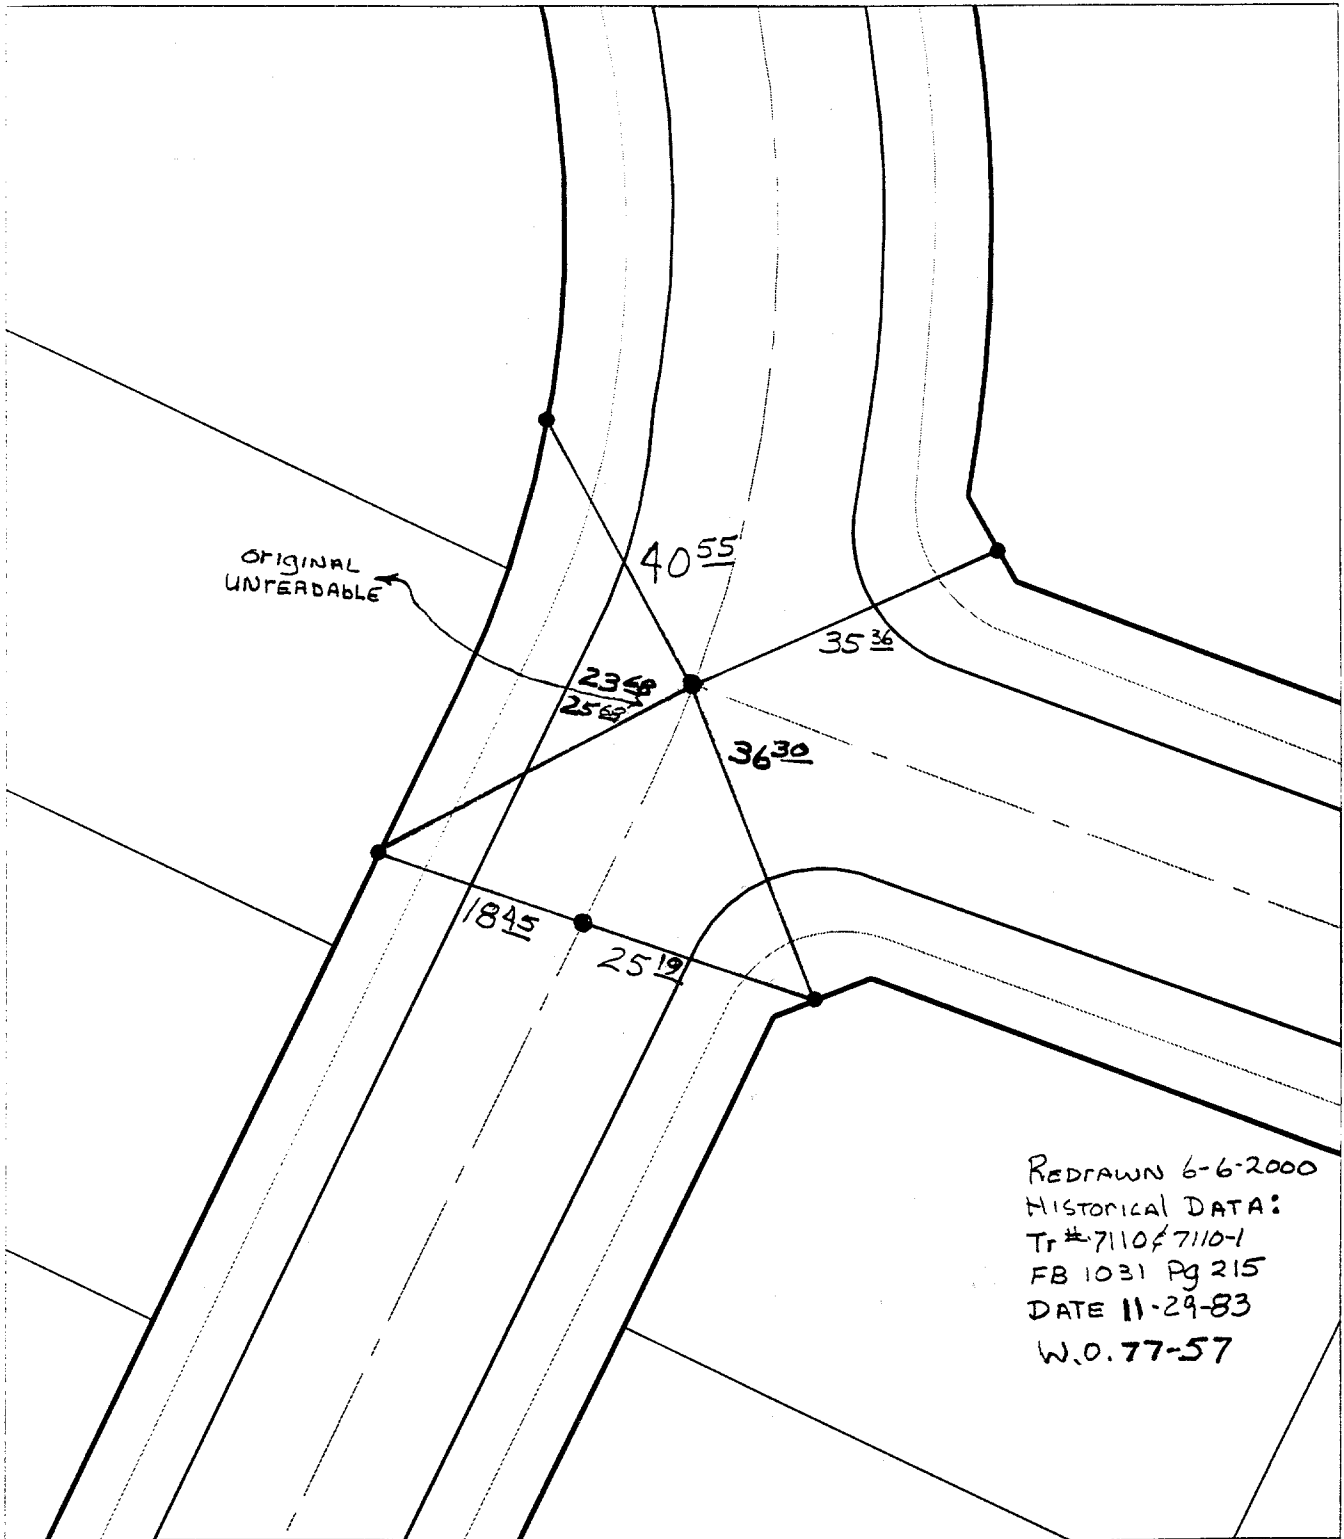 ORIGINAL
UNREADABLE
40 55
35 36
23 68
25 68
36 30
18 45
25 19
REDRAWN 6-6-2000
HISTORICAL DATA:
Tr # 7110 & 7110-1
FB 1031 Pg 215
DATE 11-29-83
W.O. 77-57